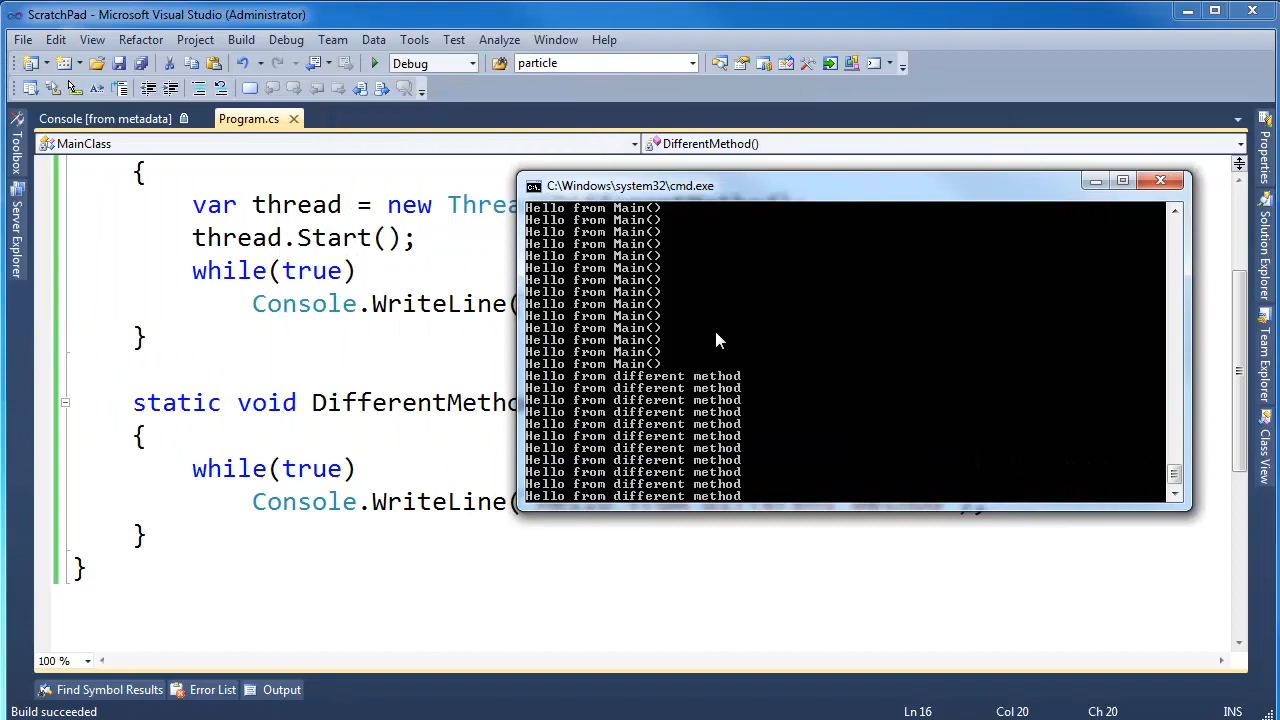 ScratchPad - Microsoft Visual Studio (Administrator)
File Edit View Refactor Project Build Debug Team Data Tools Test Analyze Window Help
Debug particle
Console [from metadata] Program.cs
MainClass DifferentMethod()
Toolbox
Server Explorer
{
var thread = new
thread.Start();
while(true)
Console.WriteLine(
}
static void
{
while(true)
Console.WriteLine(
}
}
C:\Windows\system32\cmd.exe
Hello from Main()
Hello from Main()
Hello from Main()
Hello from Main()
Hello from Main()
Hello from Main()
Hello from Main()
Hello from Main()
Hello from Main()
Hello from Main()
Hello from Main()
Hello from Main()
Hello from Main()
Hello from Main()
Hello from different method
Hello from different method
Hello from different method
Hello from different method
Hello from different method
Hello from different method
Hello from different method
Hello from different method
Hello from different method
Hello from different method
Hello from different method
Properties
Solution Explorer
Team Explorer
Class View
100 %
Find Symbol Results Error List Output
Build succeeded Ln 16 Col 20 Ch 20 INS